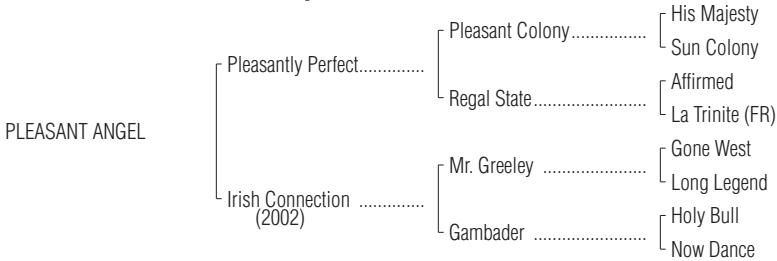 His Majesty
Pleasant Colony................
Sun Colony
Pleasantly Perfect..............
Affirmed
Regal State........................
La Trinite (FR)
PLEASANT ANGEL
Gone West
Mr. Greeley ......................
Long Legend
Irish Connection ..............
(2002)
Holy Bull
Gambader ........................
Now Dance